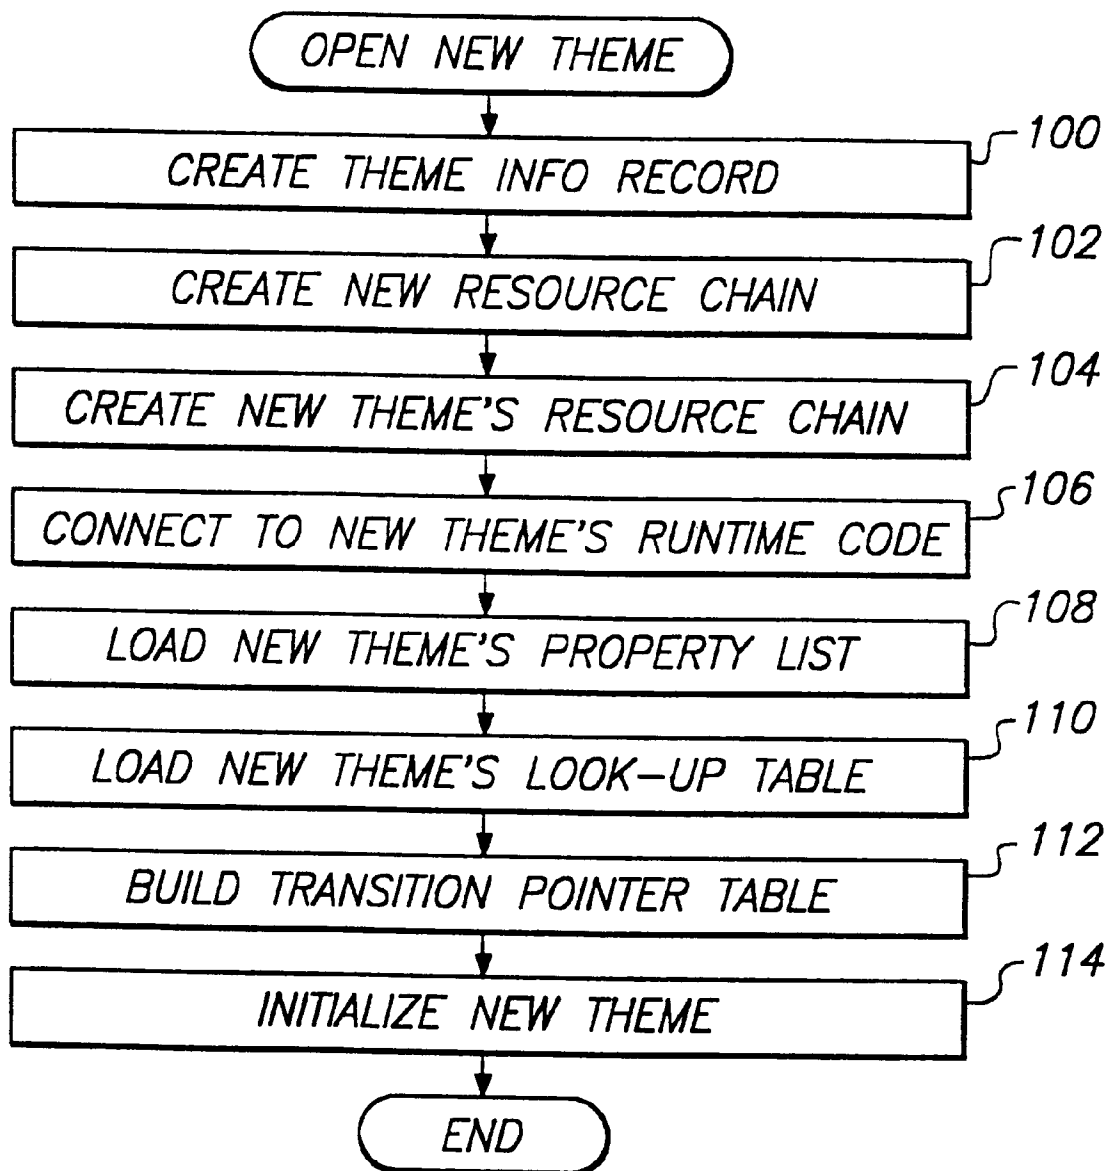 OPEN NEW THEME
100
CREATE THEME INFO RECORD
102
CREATE NEW RESOURCE CHAIN
104
CREATE NEW THEME'S RESOURCE CHAIN
106
CONNECT TO NEW THEME'S RUNTIME CODE
108
LOAD NEW THEME'S PROPERTY LIST
110
LOAD NEW THEME'S LOOK-UP TABLE
112
BUILD TRANSITION POINTER TABLE
114
INITIALIZE NEW THEME
END